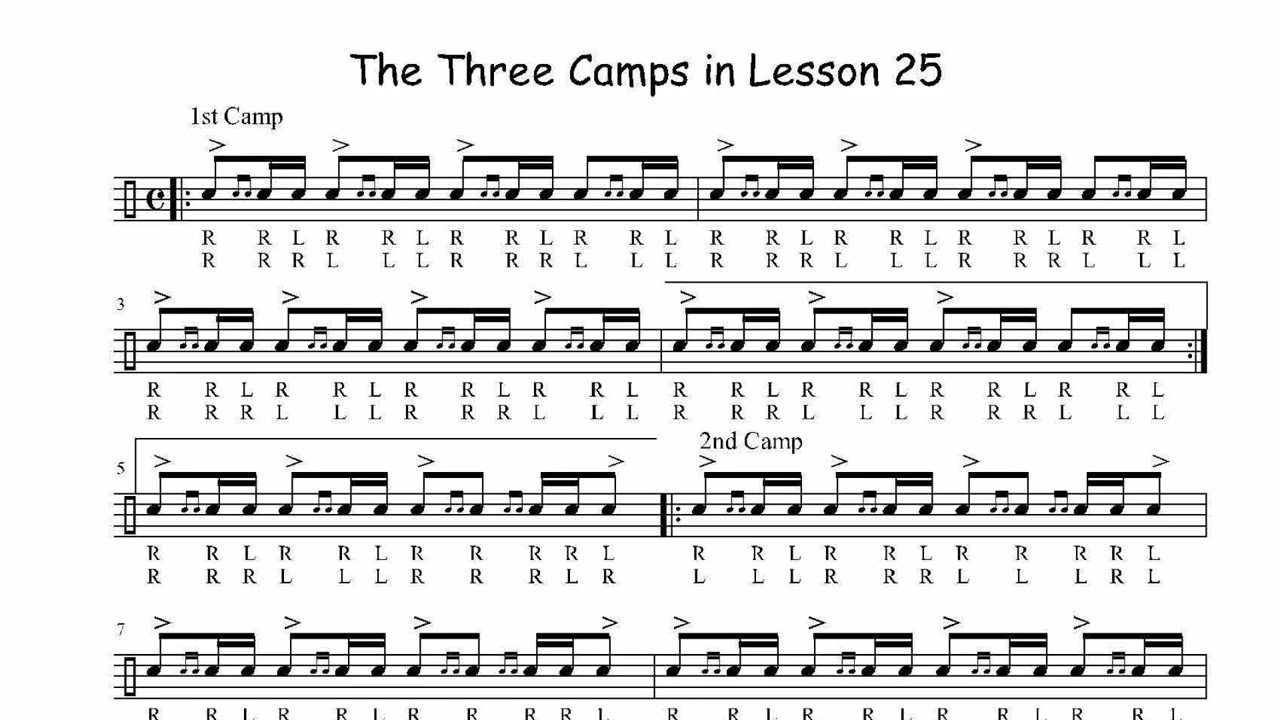 The Three Camps in Lesson 25
1st Camp
R R L R R L R R L R R L R R L R R L R R L R R L
R R R L L L R R R L L L R R R L L L R R R L L L
3
R R L R R L R R L R R L R R L R R L R R L R R L
R R R L L L R R R L L L R R R L L L R R R L L L
5
2nd Camp
R R L R R L R R R R L R R L R R L R R R R L
R R R L L L R R R L R L L L R R R L L L R L
7
R R L R R L R R R R L R R L R R L R R L R R L